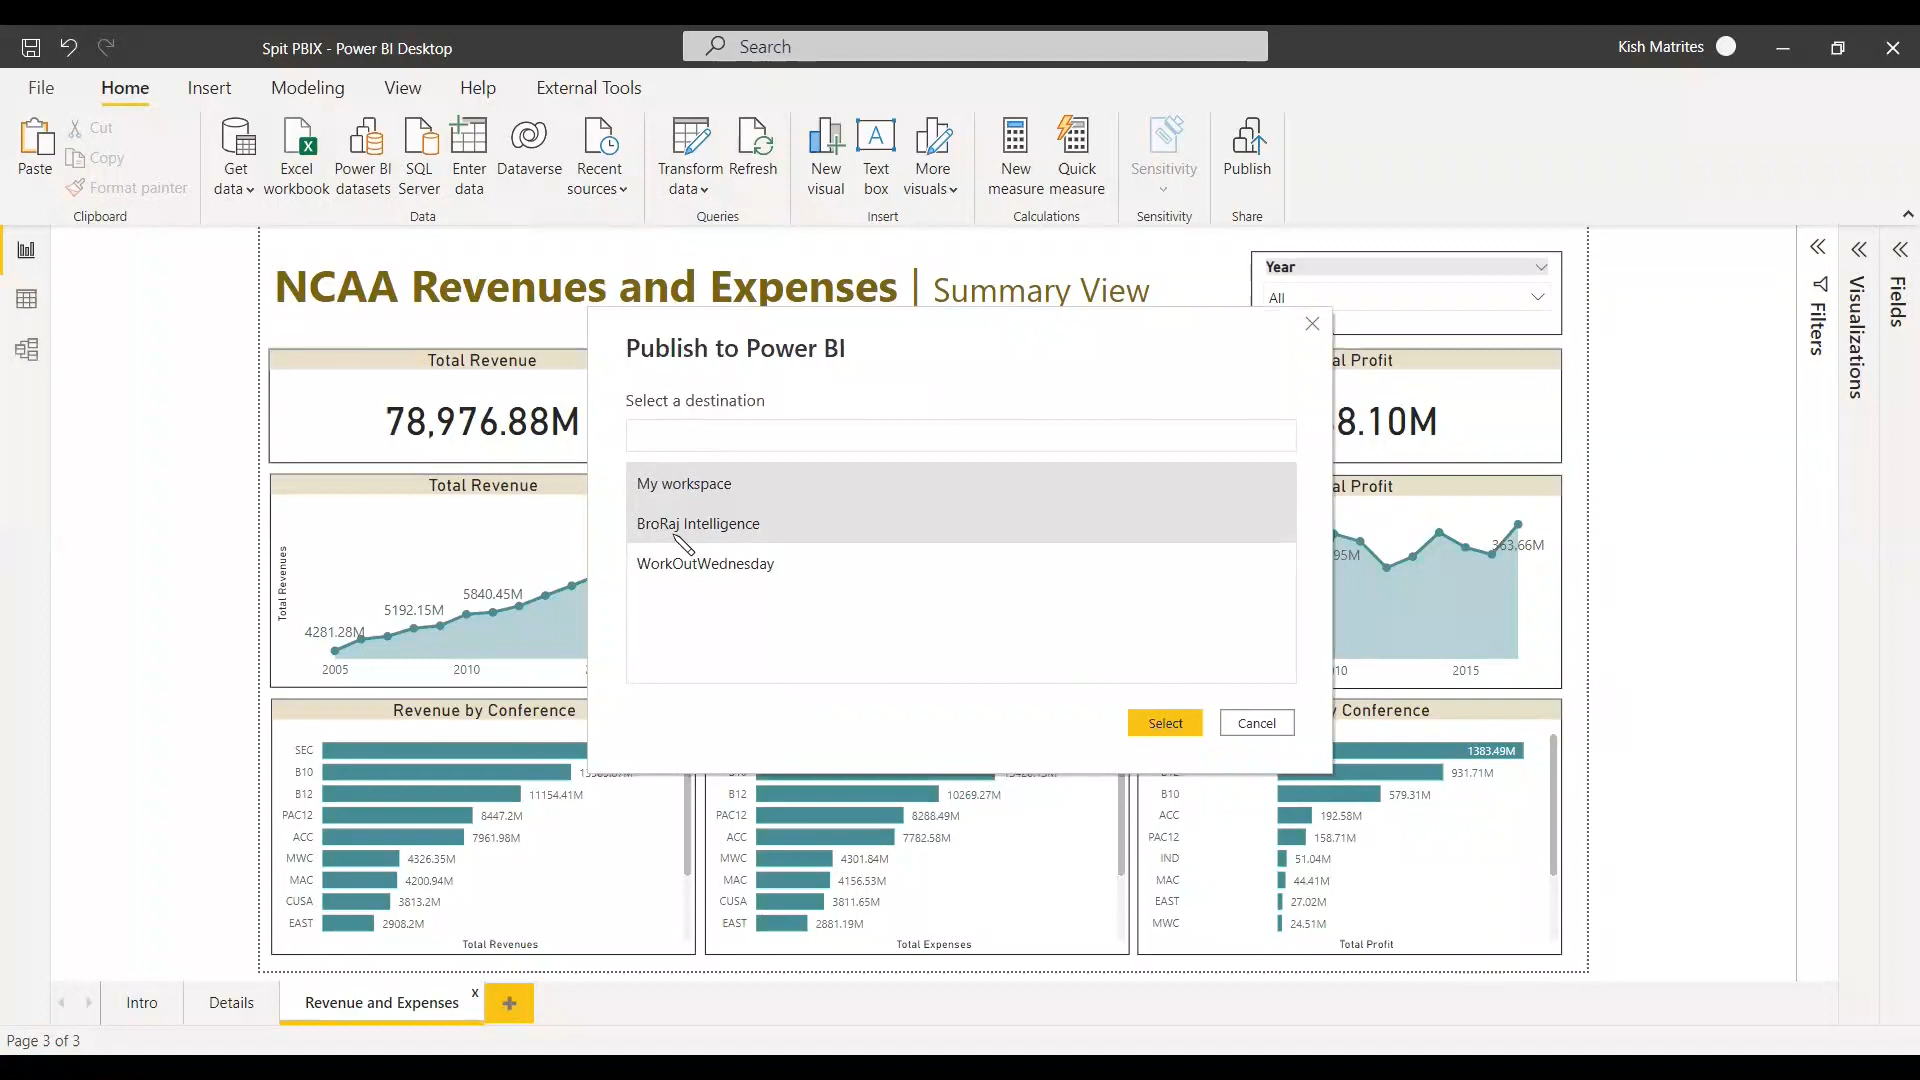 Spit PBIX - Power BI Desktop
Search
Kish Matrites
File
Home
Insert
Modeling
View
Help
External Tools
Paste
Cut
Copy
Format painter
Clipboard
Get data
Excel workbook
Power BI datasets
SQL Server
Enter data
Dataverse
Recent sources
Data
Transform data
Refresh
Queries
New visual
Text box
More visuals
Insert
New measure
Quick measure
Calculations
Sensitivity
Sensitivity
Publish
Share
NCAA Revenues and Expenses | Summary View
Year
All
Filters
Visualizations
Fields
Publish to Power BI
Select a destination
My workspace
BroRaj Intelligence
WorkOutWednesday
Select
Cancel
Total Revenue
78,976.88M
al Profit
8.10M
Total Revenue
Total Revenues
4281.28M
5192.15M
5840.45M
2005
2010
al Profit
95M
363.66M
10
2015
Revenue by Conference
SEC
B10
B12 11154.41M
PAC12 8447.2M
ACC 7961.98M
MWC 4326.35M
MAC 4200.94M
CUSA 3813.2M
EAST 2908.2M
Total Revenues
B12 10269.27M
PAC12 8288.49M
ACC 7782.58M
MWC 4301.84M
MAC 4156.53M
CUSA 3811.65M
EAST 2881.19M
Total Expenses
Conference
1383.49M
931.71M
B10 579.31M
ACC 192.58M
PAC12 158.71M
IND 51.04M
MAC 44.41M
EAST 27.02M
MWC 24.51M
Total Profit
Intro
Details
Revenue and Expenses
x
Page 3 of 3